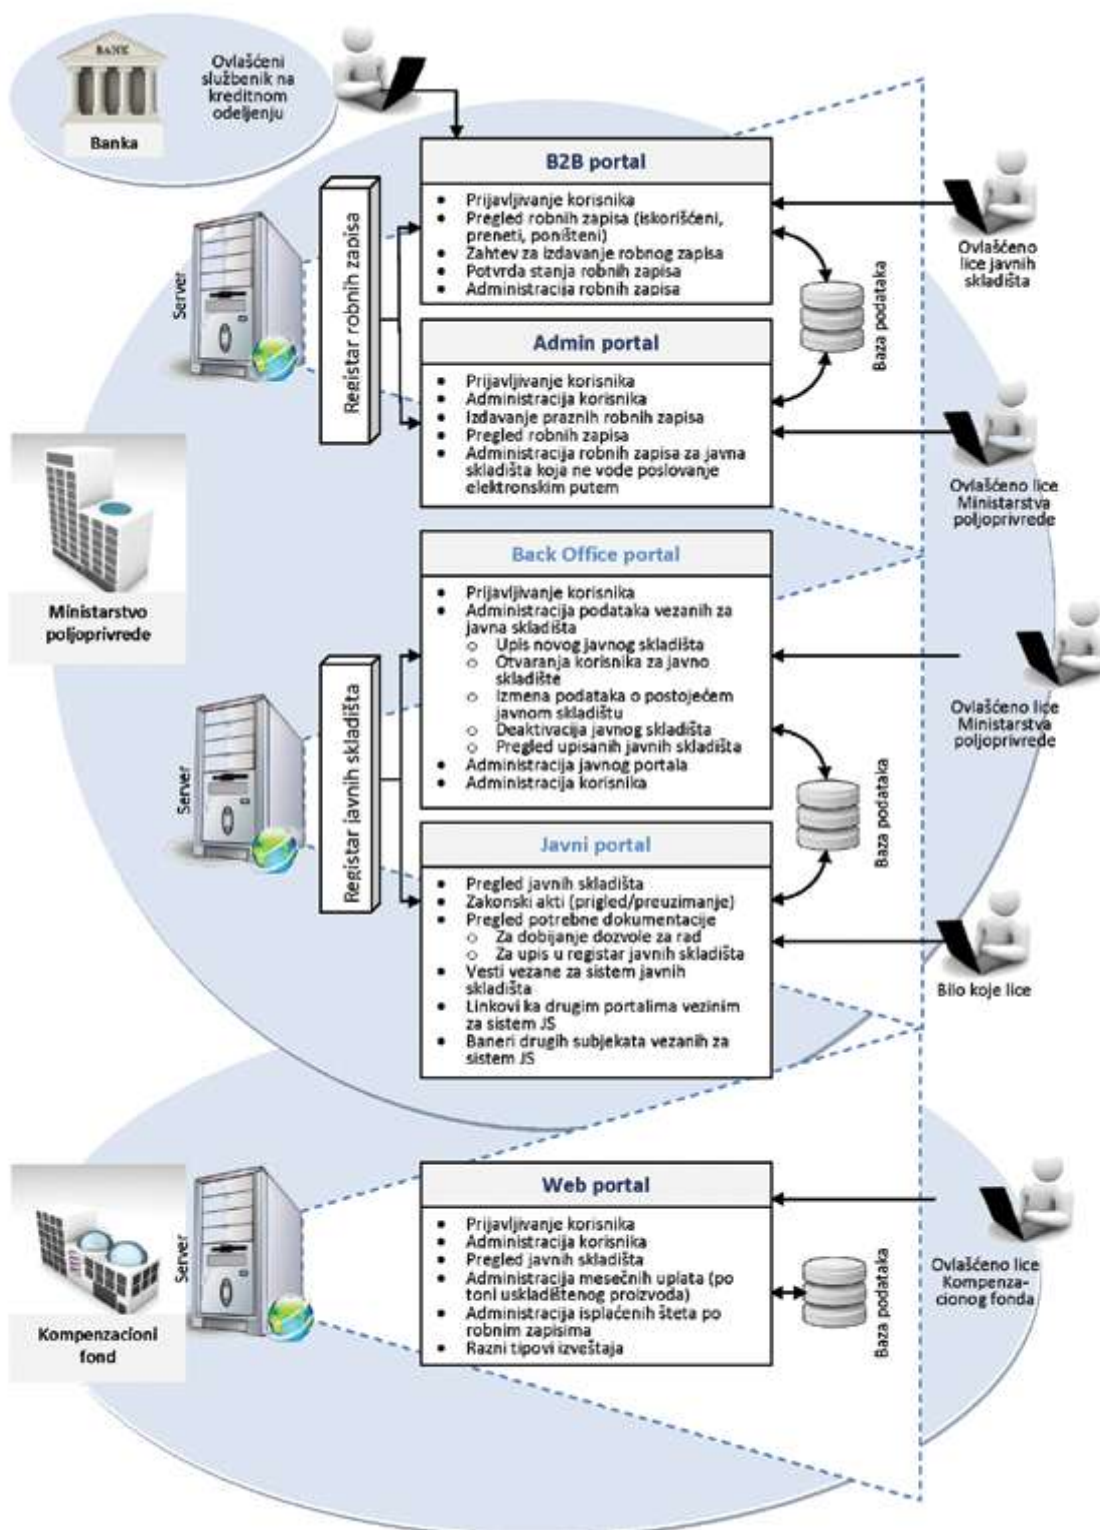 BANK
Banka
Ovlašćeni
službenik na
kreditnom
odeljenju
B2B portal
Prijavljivanje korisnika
Pregled robnih zapisa (iskorišćeni,
preneti, poništeni)
Zahtev za izdavanje robnog zapisa
Potvrda stanja robnih zapisa
Administracija robnih zapisa
Server
Registar robnih zapisa
Baza podataka
Ovlašćeno
lice javnih
skladišta
Admin portal
Prijavljivanje korisnika
Administracija korisnika
Izdavanje praznih robnih zapisa
Pregled robnih zapisa
Administracija robnih zapisa za javna
skladišta koja ne vode poslovanje
elektronskim putem
Ovlašćeno lice
Ministarstva
poljoprivrede
Ministarstvo
poljoprivrede
Back Office portal
Prijavljivanje korisnika
Administracija podataka vezanih za
javna skladišta
Upis novog javnog skladišta
Otvaranja korisnika za javno
skladište
Izmena podataka o postojećem
javnom skladištu
Deaktivacija javnog skladišta
Pregled upisanih javnih skladišta
Administracija javnog portala
Administracija korisnika
Server
Registar javnih skladišta
Baza podataka
Ovlašćeno lice
Ministarstva
poljoprivrede
Javni portal
Pregled javnih skladišta
Zakonski akti (prigled/preuzimanje)
Pregled potrebne dokumentacije
Za dobijanje dozvole za rad
Za upis u registar javnih skladišta
Vesti vezane za sistem javnih
skladišta
Linkovi ka drugim portalima vezinim
za sistem JS
Baneri drugih subjekata vezanih za
sistem JS
Bilo koje lice
Kompenzacioni
fond
Server
Web portal
Prijavljivanje korisnika
Administracija korisnika
Pregled javnih skladišta
Administracija mesečnih uplata (po
toni uskladištenog proizvoda)
Administracija isplaćenih šteta po
robnim zapisima
Razni tipovi izveštaja
Baza podataka
Ovlašćeno lice
Kompenza-
cionog fonda